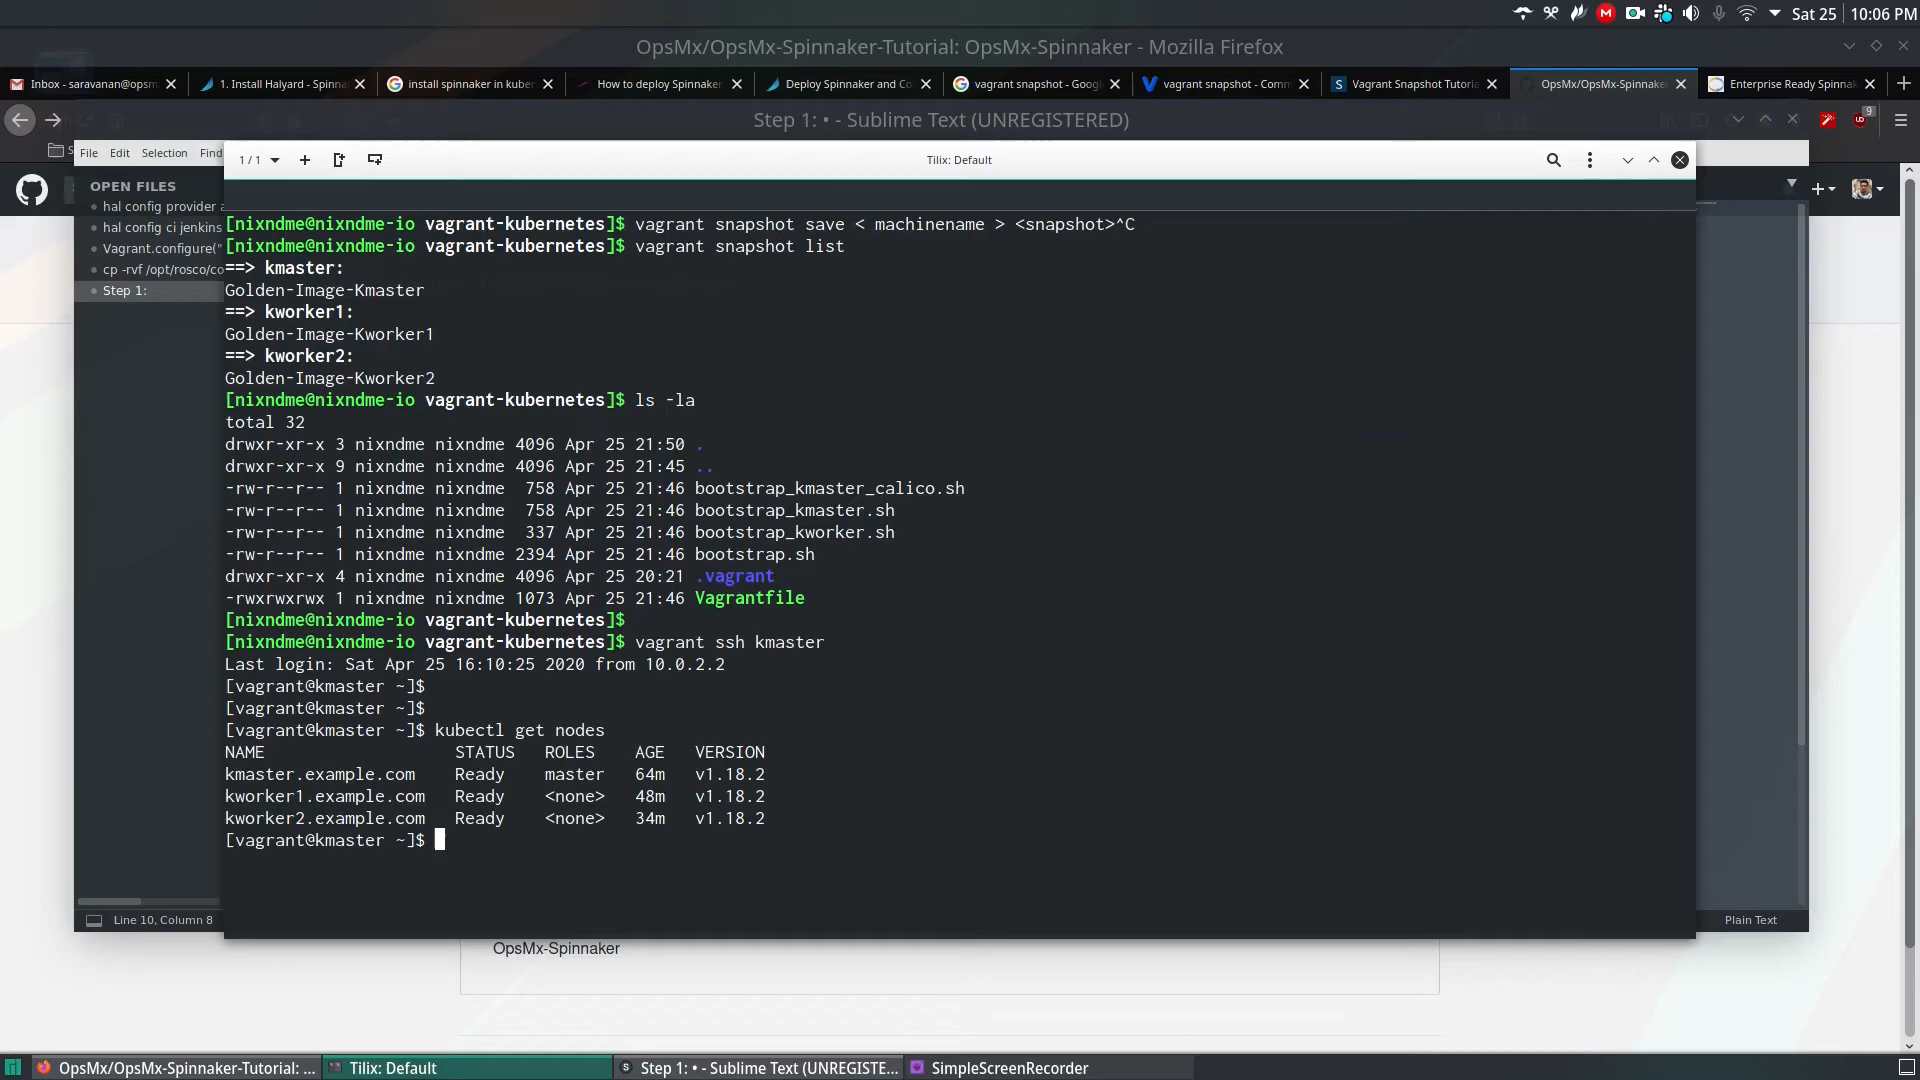 Sat 25 10:06 PM
OpsMx/OpsMx-Spinnaker-Tutorial: OpsMx-Spinnaker - Mozilla Firefox
Inbox - saravanan@opsm
1. Install Halyard - Spinna
install spinnaker in kuber
How to deploy Spinnaker
Deploy Spinnaker and Co
vagrant snapshot - Googl
vagrant snapshot - Comm
Vagrant Snapshot Tutoria
OpsMx/OpsMx-Spinnaker
Enterprise Ready Spinnak
Step 1: • - Sublime Text (UNREGISTERED)
9
File Edit Selection Find
1 / 1
Tilix: Default
OPEN FILES
hal config provider a
hal config ci jenkins
Vagrant.configure("
cp -rvf /opt/rosco/co
Step 1:
[nixndme@nixndme-io vagrant-kubernetes]$ vagrant snapshot save < machinename > <snapshot>^C
[nixndme@nixndme-io vagrant-kubernetes]$ vagrant snapshot list
==> kmaster:
Golden-Image-Kmaster
==> kworker1:
Golden-Image-Kworker1
==> kworker2:
Golden-Image-Kworker2
[nixndme@nixndme-io vagrant-kubernetes]$ ls -la
total 32
drwxr-xr-x 3 nixndme nixndme 4096 Apr 25 21:50 .
drwxr-xr-x 9 nixndme nixndme 4096 Apr 25 21:45 ..
-rw-r--r-- 1 nixndme nixndme  758 Apr 25 21:46 bootstrap_kmaster_calico.sh
-rw-r--r-- 1 nixndme nixndme  758 Apr 25 21:46 bootstrap_kmaster.sh
-rw-r--r-- 1 nixndme nixndme  337 Apr 25 21:46 bootstrap_kworker.sh
-rw-r--r-- 1 nixndme nixndme 2394 Apr 25 21:46 bootstrap.sh
drwxr-xr-x 4 nixndme nixndme 4096 Apr 25 20:21 .vagrant
-rwxrwxrwx 1 nixndme nixndme 1073 Apr 25 21:46 Vagrantfile
[nixndme@nixndme-io vagrant-kubernetes]$
[nixndme@nixndme-io vagrant-kubernetes]$ vagrant ssh kmaster
Last login: Sat Apr 25 16:10:25 2020 from 10.0.2.2
[vagrant@kmaster ~]$
[vagrant@kmaster ~]$
[vagrant@kmaster ~]$ kubectl get nodes
NAME                   STATUS   ROLES    AGE   VERSION
kmaster.example.com    Ready    master   64m   v1.18.2
kworker1.example.com   Ready    <none>   48m   v1.18.2
kworker2.example.com   Ready    <none>   34m   v1.18.2
[vagrant@kmaster ~]$
Line 10, Column 8
Plain Text
OpsMx-Spinnaker
OpsMx/OpsMx-Spinnaker-Tutorial: ...
Tilix: Default
Step 1: • - Sublime Text (UNREGISTE...
SimpleScreenRecorder